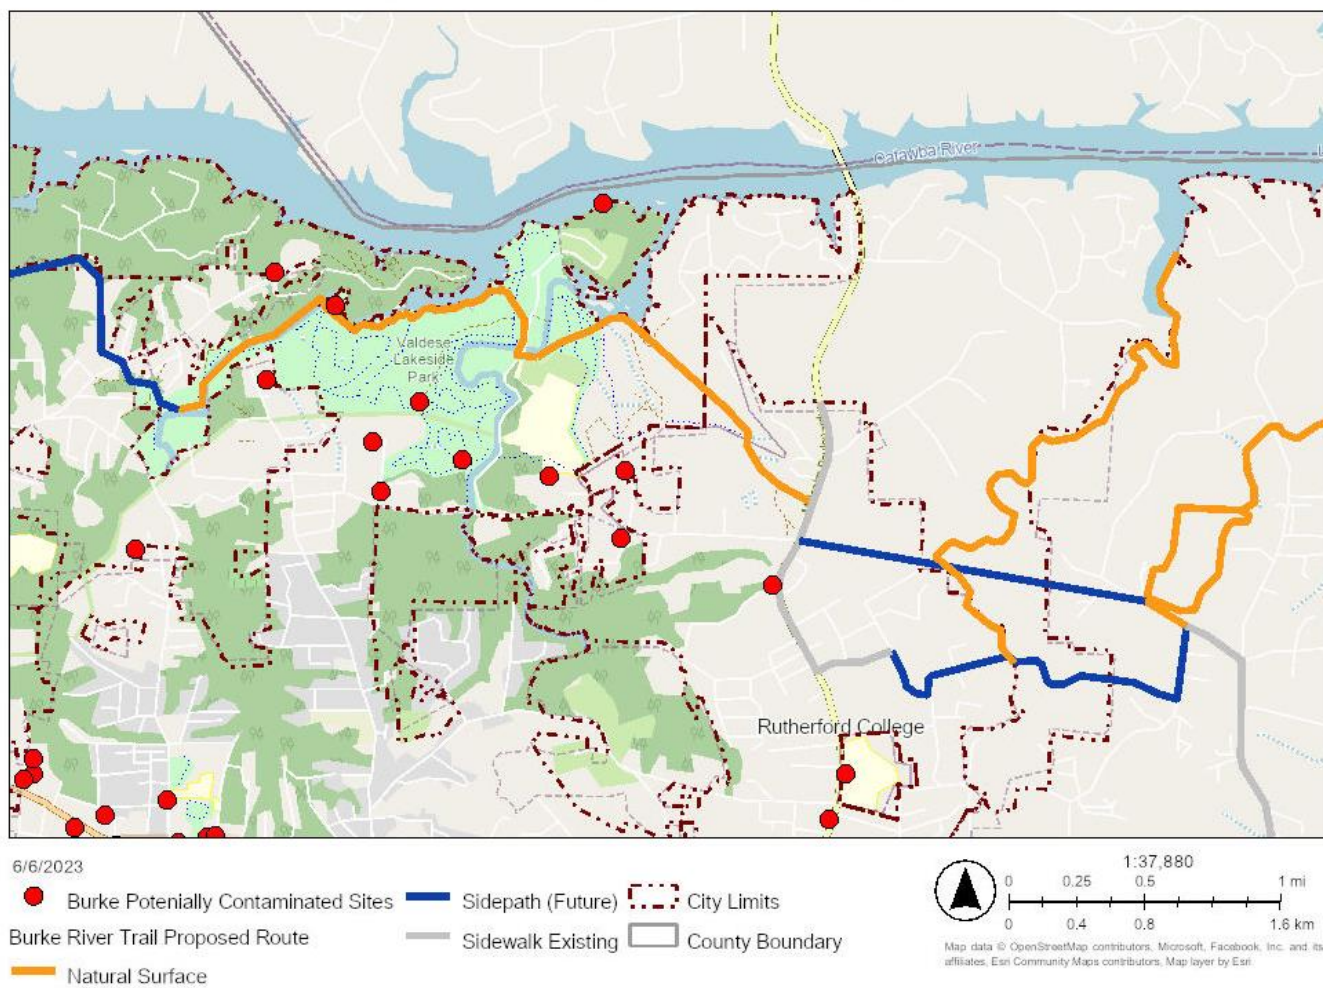 Catawba River
Valdese
Lakeside
Park
Rutherford College
6/6/2023
Burke Potenially Contaminated Sites
Sidepath (Future)
City Limits
Burke River Trail Proposed Route
Sidewalk Existing
County Boundary
Natural Surface
1:37,880
0 0.25 0.5 1 mi
0 0.4 0.8 1.6 km
Map data © OpenStreetMap contributors, Microsoft, Facebook, Inc. and its
affiliates, Esri Community Maps contributors, Map layer by Esri